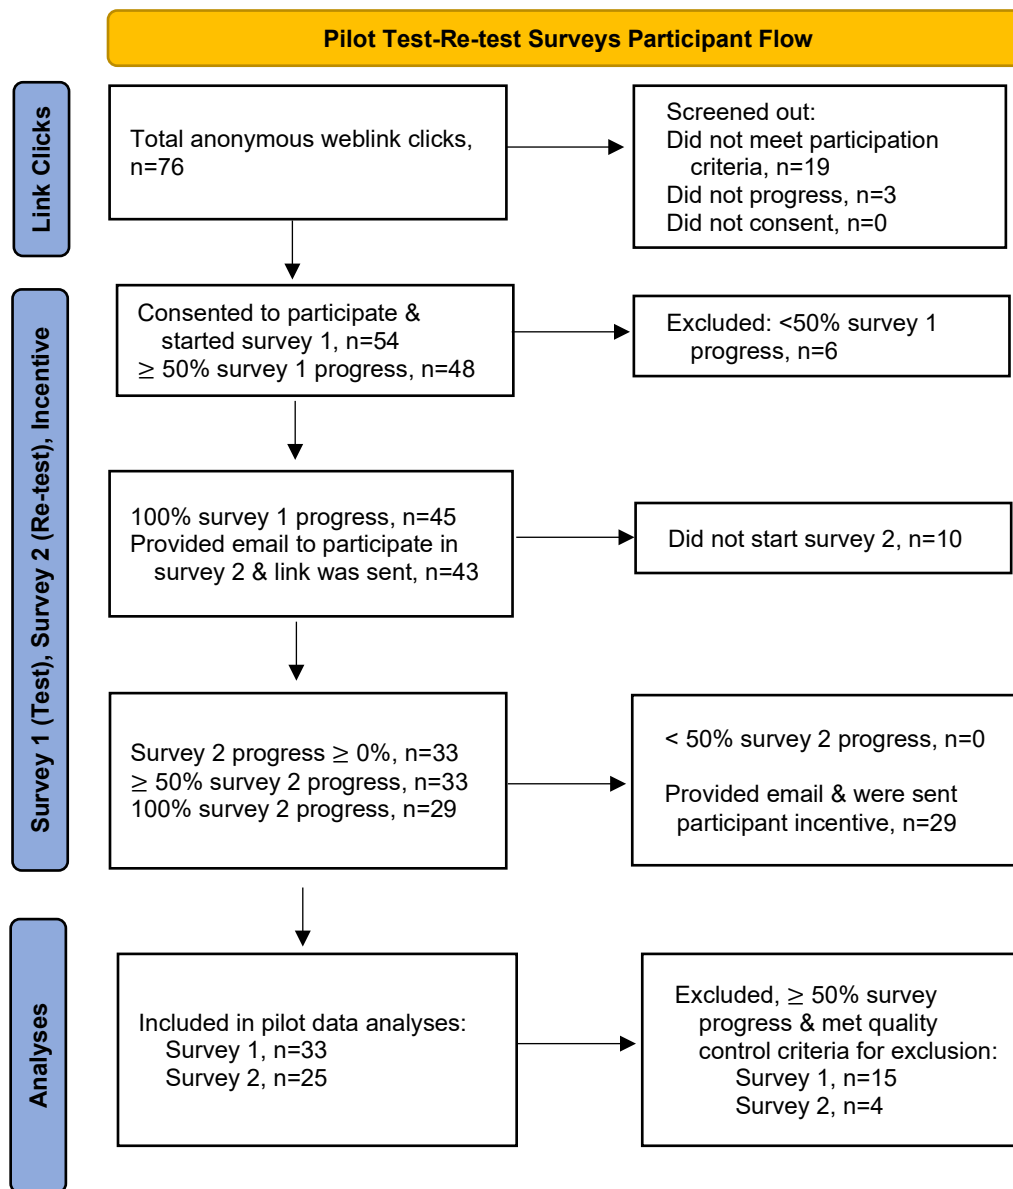 Pilot Test-Re-test Surveys Participant Flow
Link Clicks
Total anonymous weblink clicks,
n=76
Screened out:
Did not meet participation
criteria, n=19
Did not progress, n=3
Did not consent, n=0
Survey 1 (Test), Survey 2 (Re-test), Incentive
Consented to participate &
started survey 1, n=54
≥ 50% survey 1 progress, n=48
Excluded: <50% survey 1
progress, n=6
100% survey 1 progress, n=45
Provided email to participate in
survey 2 & link was sent, n=43
Did not start survey 2, n=10
Survey 2 progress ≥ 0%, n=33
≥ 50% survey 2 progress, n=33
100% survey 2 progress, n=29
< 50% survey 2 progress, n=0
Provided email & were sent
participant incentive, n=29
Analyses
Included in pilot data analyses:
Survey 1, n=33
Survey 2, n=25
Excluded, ≥ 50% survey
progress & met quality
control criteria for exclusion:
Survey 1, n=15
Survey 2, n=4